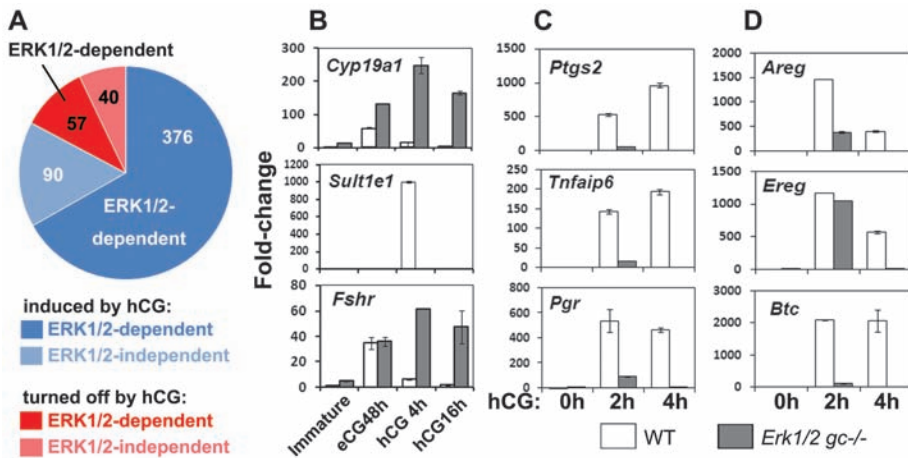 A
ERK1/2-dependent
40
57
376
90
ERK1/2-
dependent
induced by hCG:
ERK1/2-dependent
ERK1/2-independent
turned off by hCG:
ERK1/2-dependent
ERK1/2-independent
Fold-change
B
300
200
100
0
Cyp19a1
1200
1000
800
600
400
200
0
Sult1e1
80
60
40
20
0
Fshr
Immature
eCG48h
hCG 4h
hCG16h
C
1500
1000
500
0
Ptgs2
250
200
150
100
50
0
Tnfaip6
800
600
400
200
0
Pgr
hCG: 0h 2h 4h
D
2000
1500
1000
500
0
Areg
1500
1000
500
0
Ereg
3000
2000
1000
0
Btc
0h 2h 4h
WT
Erk1/2 gc-/-